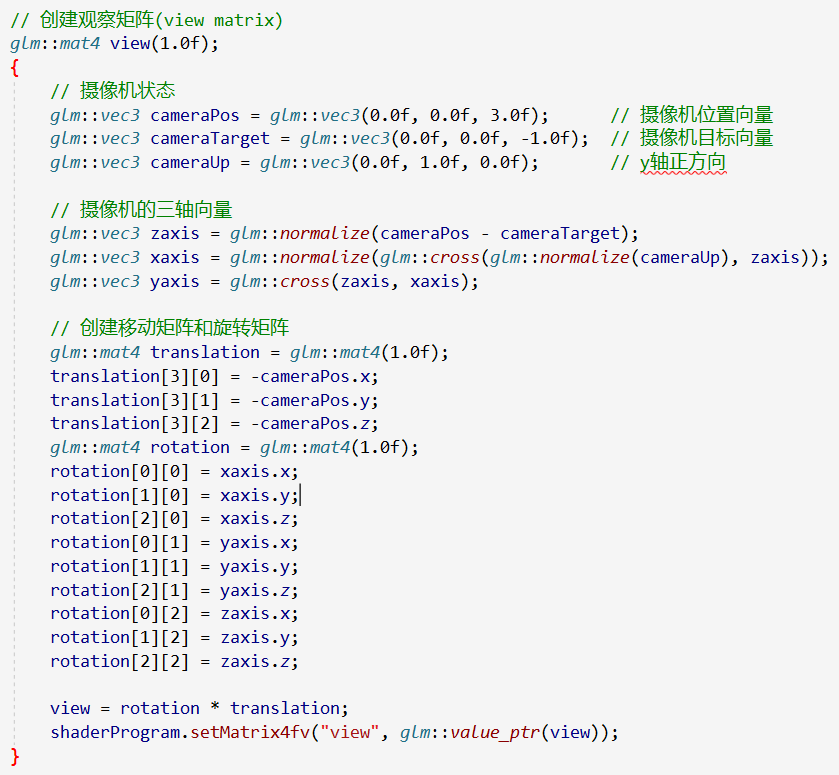 // 创建观察矩阵(view matrix)
glm::mat4 view(1.0f);
{
// 摄像机状态
glm::vec3 cameraPos = glm::vec3(0.0f, 0.0f, 3.0f); // 摄像机位置向量
glm::vec3 cameraTarget = glm::vec3(0.0f, 0.0f, -1.0f); // 摄像机目标向量
glm::vec3 cameraUp = glm::vec3(0.0f, 1.0f, 0.0f); // y轴正方向
// 摄像机的三轴向量
glm::vec3 zaxis = glm::normalize(cameraPos - cameraTarget);
glm::vec3 xaxis = glm::normalize(glm::cross(glm::normalize(cameraUp), zaxis));
glm::vec3 yaxis = glm::cross(zaxis, xaxis);
// 创建移动矩阵和旋转矩阵
glm::mat4 translation = glm::mat4(1.0f);
translation[3][0] = -cameraPos.x;
translation[3][1] = -cameraPos.y;
translation[3][2] = -cameraPos.z;
glm::mat4 rotation = glm::mat4(1.0f);
rotation[0][0] = xaxis.x;
rotation[1][0] = xaxis.y;
rotation[2][0] = xaxis.z;
rotation[0][1] = yaxis.x;
rotation[1][1] = yaxis.y;
rotation[2][1] = yaxis.z;
rotation[0][2] = zaxis.x;
rotation[1][2] = zaxis.y;
rotation[2][2] = zaxis.z;
view = rotation * translation;
shaderProgram.setMatrix4fv("view", glm::value_ptr(view));
}